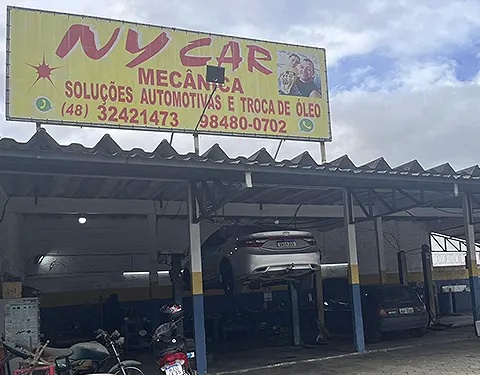 NY CAR
MECÂNICA
SOLUÇÕES AUTOMOTIVAS E TROCA DE ÓLEO
(48) 32421473 98480-0702